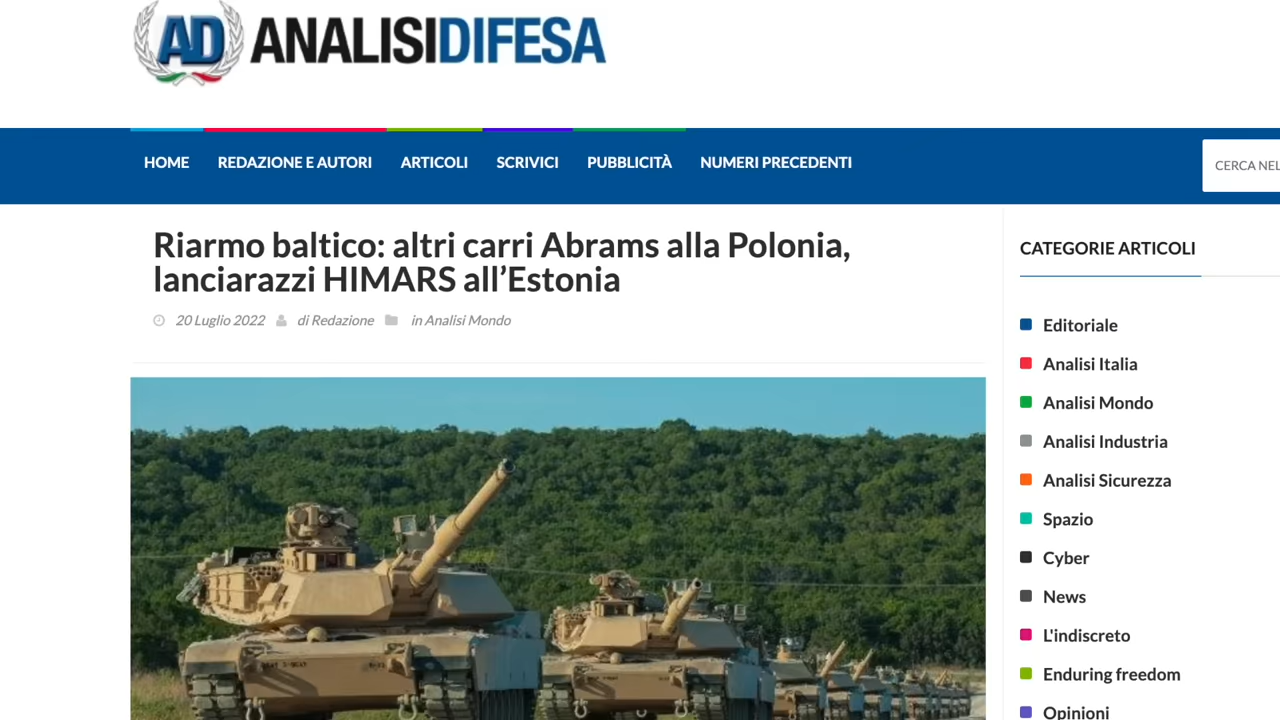 AD ANALISIDIFESA
HOME REDAZIONE E AUTORI ARTICOLI SCRIVICI PUBBLICITÀ NUMERI PRECEDENTI
CERCA NEL
Riarmo baltico: altri carri Abrams alla Polonia,
lanciarazzi HIMARS all’Estonia
20 Luglio 2022 di Redazione in Analisi Mondo
CATEGORIE ARTICOLI
Editoriale
Analisi Italia
Analisi Mondo
Analisi Industria
Analisi Sicurezza
Spazio
Cyber
News
L'indiscreto
Enduring freedom
Opinioni